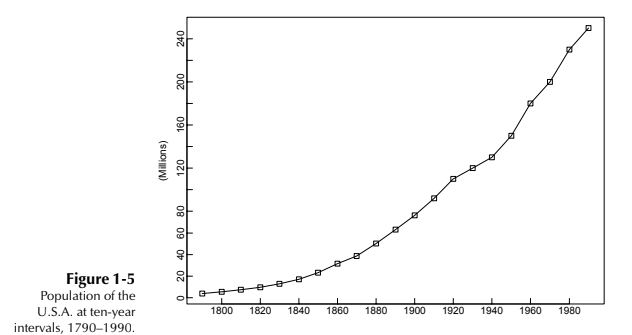 240
200
160
120
80
60
40
20
0
(Millions)
1800 1820 1840 1860 1880 1900 1920 1940 1960 1980
Figure 1-5
Population of the
U.S.A. at ten-year
intervals, 1790–1990.